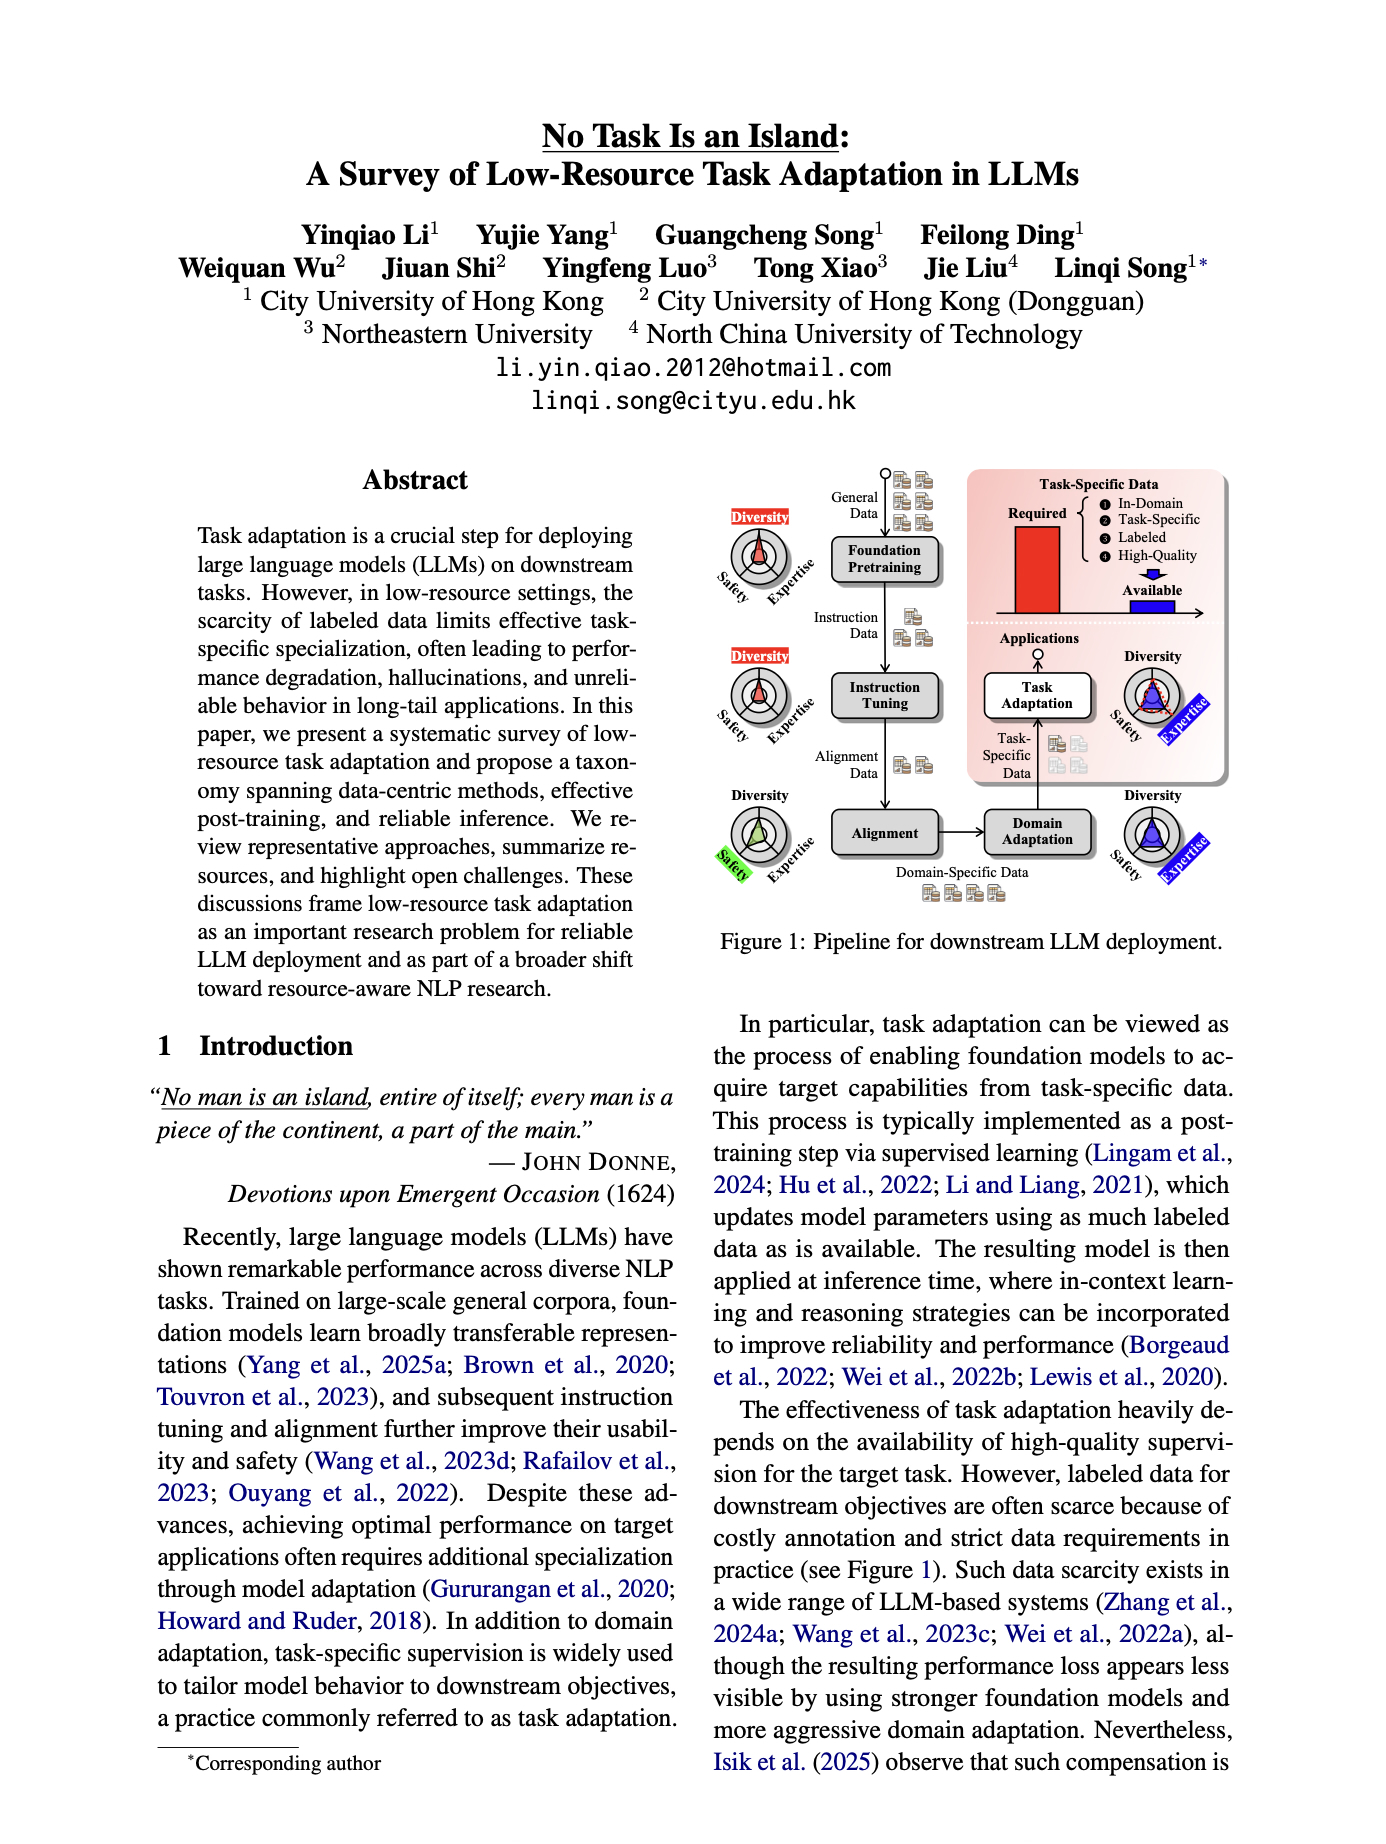 No Task Is an Island:
A Survey of Low-Resource Task Adaptation in LLMs
Yinqiao Li¹ Yujie Yang¹ Guangcheng Song¹ Feilong Ding¹
Weiquan Wu² Jiuan Shi² Yingfeng Luo³ Tong Xiao³ Jie Liu⁴ Linqi Song¹*
¹ City University of Hong Kong ² City University of Hong Kong (Dongguan)
³ Northeastern University ⁴ North China University of Technology
li.yin.qiao.2012@hotmail.com
linqi.song@cityu.edu.hk
Abstract
Task adaptation is a crucial step for deploying
large language models (LLMs) on downstream
tasks. However, in low-resource settings, the
scarcity of labeled data limits effective task-
specific specialization, often leading to perfor-
mance degradation, hallucinations, and unreli-
able behavior in long-tail applications. In this
paper, we present a systematic survey of low-
resource task adaptation and propose a taxon-
omy spanning data-centric methods, effective
post-training, and reliable inference. We re-
view representative approaches, summarize re-
sources, and highlight open challenges. These
discussions frame low-resource task adaptation
as an important research problem for reliable
LLM deployment and as part of a broader shift
toward resource-aware NLP research.
1 Introduction
“No man is an island, entire of itself; every man is a
piece of the continent, a part of the main.”
— JOHN DONNE,
Devotions upon Emergent Occasion (1624)
Recently, large language models (LLMs) have
shown remarkable performance across diverse NLP
tasks. Trained on large-scale general corpora, foun-
dation models learn broadly transferable represen-
tations (Yang et al., 2025a; Brown et al., 2020;
Touvron et al., 2023), and subsequent instruction
tuning and alignment further improve their usabil-
ity and safety (Wang et al., 2023d; Rafailov et al.,
2023; Ouyang et al., 2022). Despite these ad-
vances, achieving optimal performance on target
applications often requires additional specialization
through model adaptation (Gururangan et al., 2020;
Howard and Ruder, 2018). In addition to domain
adaptation, task-specific supervision is widely used
to tailor model behavior to downstream objectives,
a practice commonly referred to as task adaptation.
*Corresponding author
General
Data
Diversity
Safety
Expertise
Foundation
Pretraining
Instruction
Data
Diversity
Safety
Expertise
Instruction
Tuning
Alignment
Data
Diversity
Safety
Expertise
Alignment
Domain-Specific Data
Domain
Adaptation
Diversity
Safety
Expertise
Task-
Specific
Data
Task
Adaptation
Diversity
Safety
Expertise
Applications
Task-Specific Data
Required
1 In-Domain
2 Task-Specific
3 Labeled
4 High-Quality
Available
Figure 1: Pipeline for downstream LLM deployment.
In particular, task adaptation can be viewed as
the process of enabling foundation models to ac-
quire target capabilities from task-specific data.
This process is typically implemented as a post-
training step via supervised learning (Lingam et al.,
2024; Hu et al., 2022; Li and Liang, 2021), which
updates model parameters using as much labeled
data as is available. The resulting model is then
applied at inference time, where in-context learn-
ing and reasoning strategies can be incorporated
to improve reliability and performance (Borgeaud
et al., 2022; Wei et al., 2022b; Lewis et al., 2020).
The effectiveness of task adaptation heavily de-
pends on the availability of high-quality supervi-
sion for the target task. However, labeled data for
downstream objectives are often scarce because of
costly annotation and strict data requirements in
practice (see Figure 1). Such data scarcity exists in
a wide range of LLM-based systems (Zhang et al.,
2024a; Wang et al., 2023c; Wei et al., 2022a), al-
though the resulting performance loss appears less
visible by using stronger foundation models and
more aggressive domain adaptation. Nevertheless,
Isik et al. (2025) observe that such compensation is